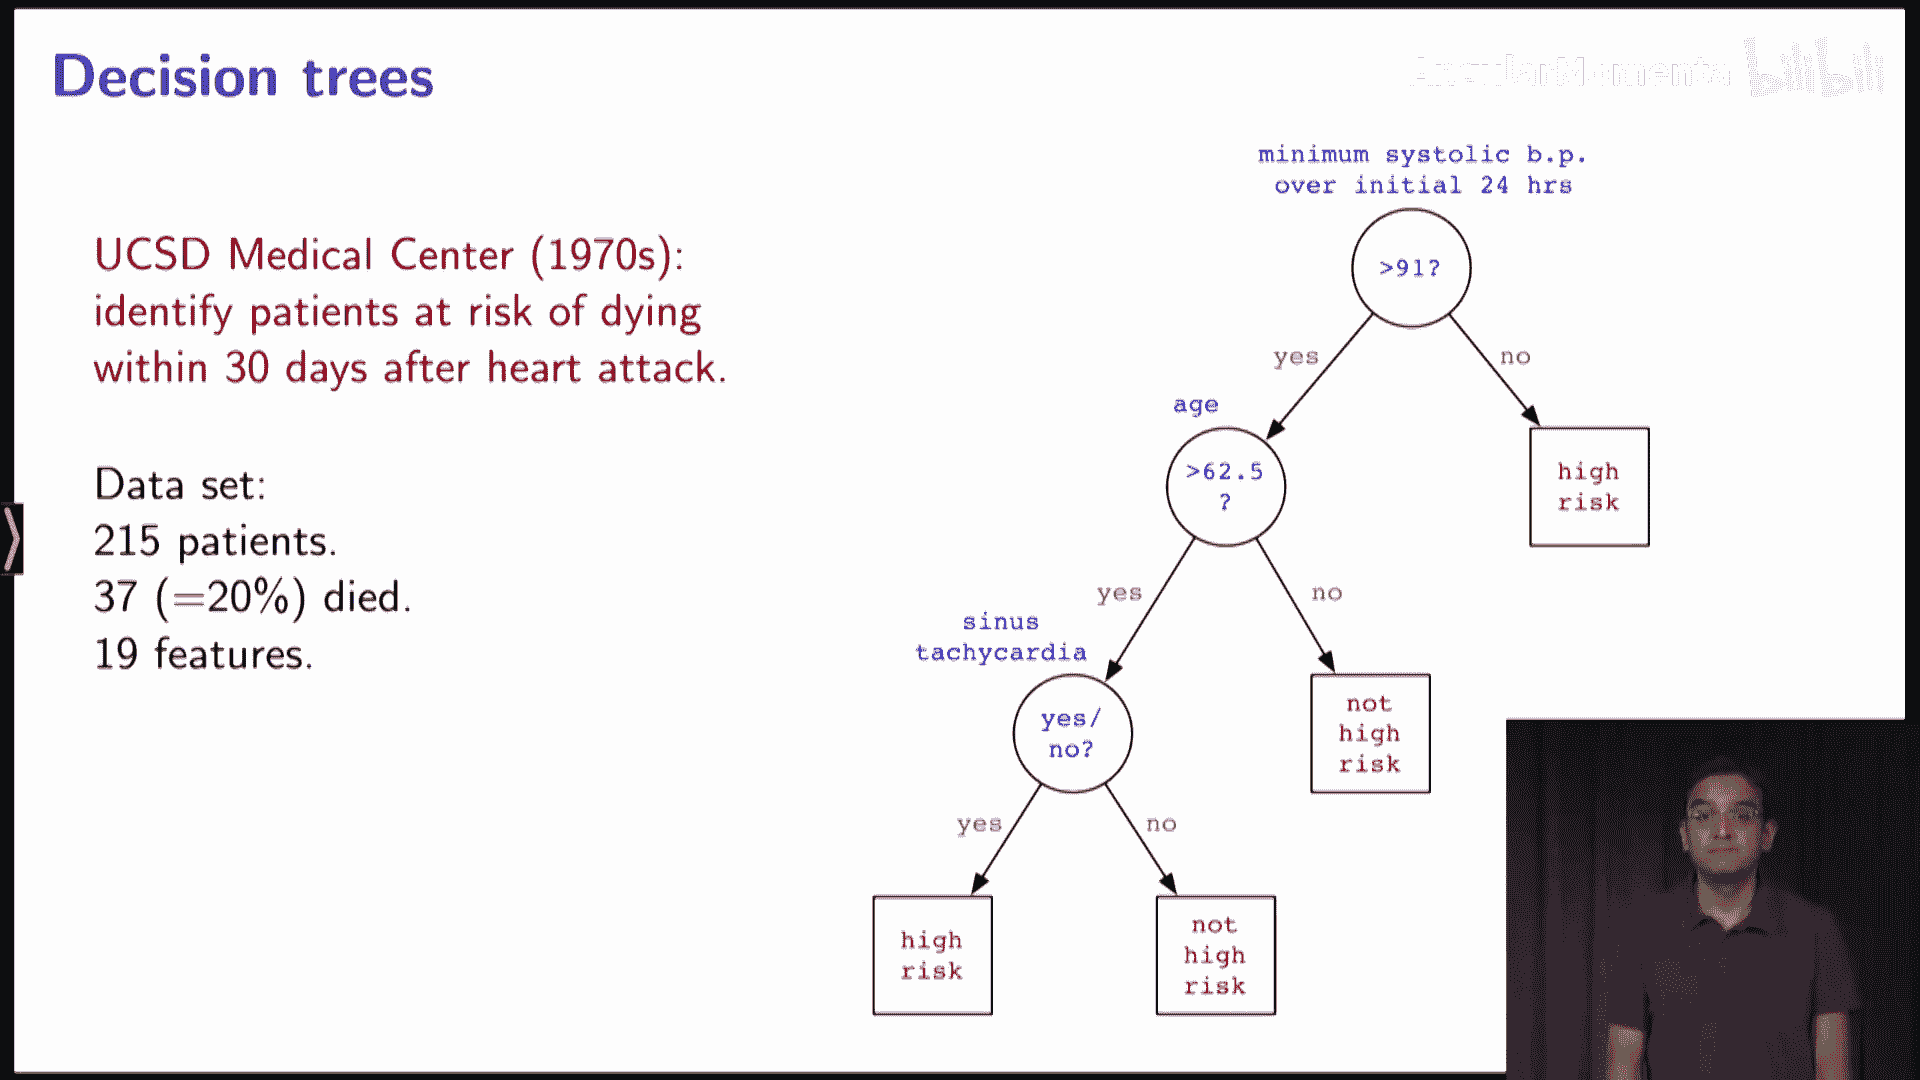 Decision trees
bilibili
UCSD Medical Center (1970s):
identify patients at risk of dying
within 30 days after heart attack.
Data set:
215 patients.
37 (=20%) died.
19 features.
minimum systolic b.p.
over initial 24 hrs
>91?
yes
no
age
>62.5
?
high
risk
yes
no
sinus
tachycardia
yes/
no?
not
high
risk
yes
no
high
risk
not
high
risk